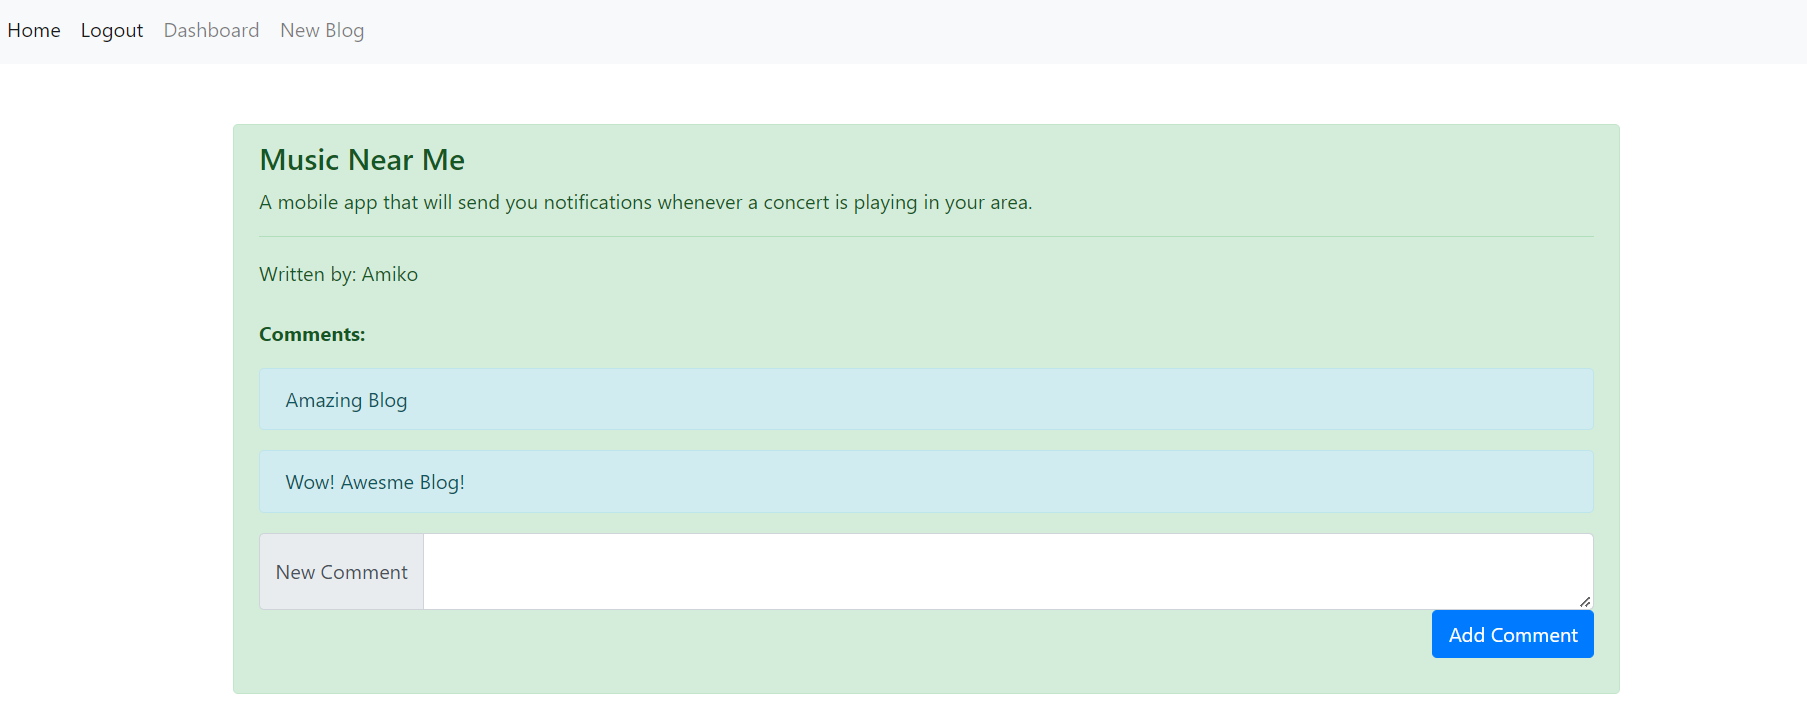 Home Logout Dashboard New Blog
Music Near Me
A mobile app that will send you notifications whenever a concert is playing in your area.
Written by: Amiko
Comments:
Amazing Blog
Wow! Awesme Blog!
New Comment
Add Comment